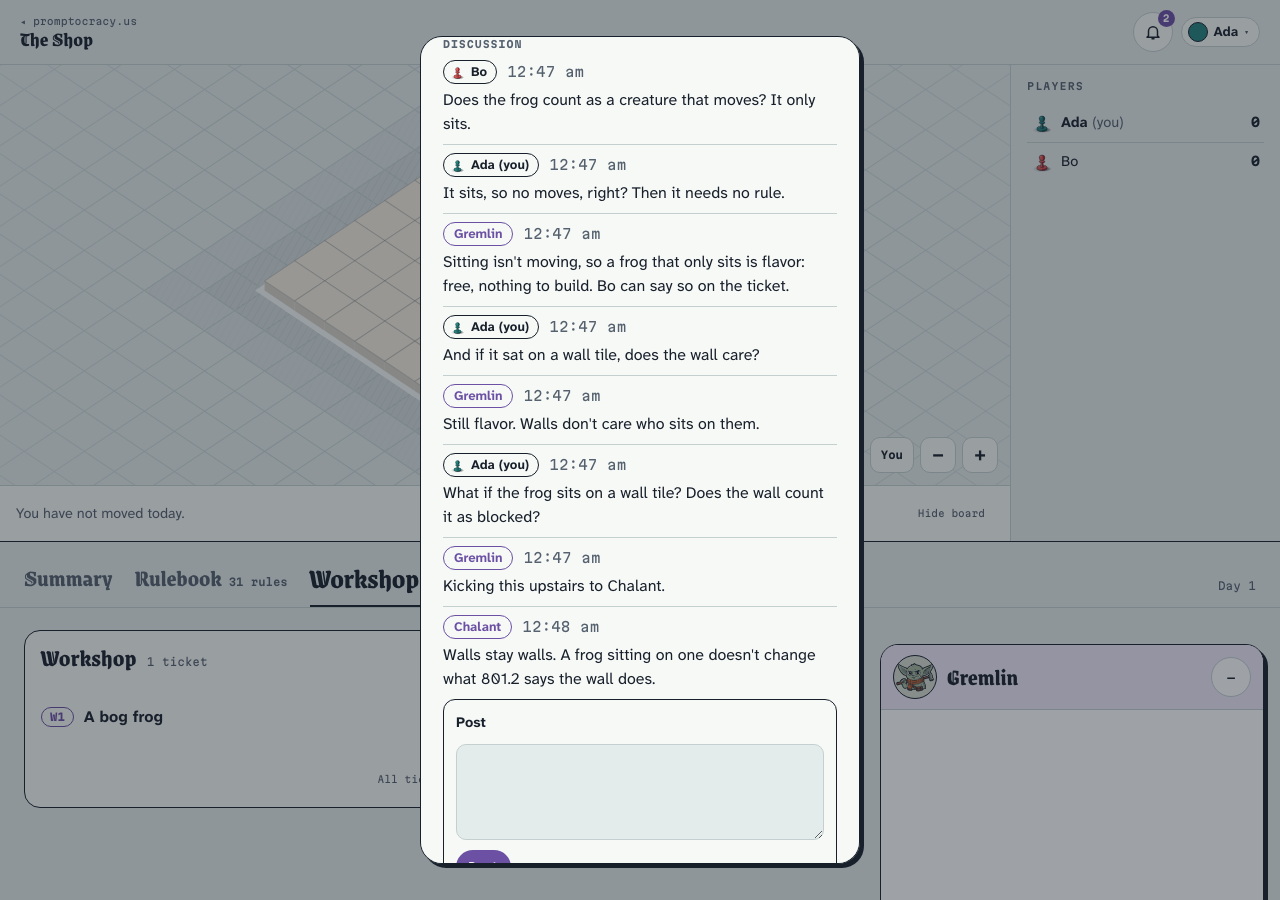 ◂ promptocracy.us
The Shop
2
Ada ▾
PLAYERS
Ada (you) 0
Bo 0
DISCUSSION
Bo 12:47 am
Does the frog count as a creature that moves? It only
sits.
Ada (you) 12:47 am
It sits, so no moves, right? Then it needs no rule.
Gremlin 12:47 am
Sitting isn't moving, so a frog that only sits is flavor:
free, nothing to build. Bo can say so on the ticket.
Ada (you) 12:47 am
And if it sat on a wall tile, does the wall care?
Gremlin 12:47 am
Still flavor. Walls don't care who sits on them.
Ada (you) 12:47 am
What if the frog sits on a wall tile? Does the wall count
it as blocked?
Gremlin 12:47 am
Kicking this upstairs to Chalant.
Chalant 12:48 am
Walls stay walls. A frog sitting on one doesn't change
what 801.2 says the wall does.
Post
You − +
You have not moved today.
Hide board
Summary Rulebook 31 rules Workshop
Day 1
Workshop 1 ticket
W1 A bog frog
All
Gremlin −